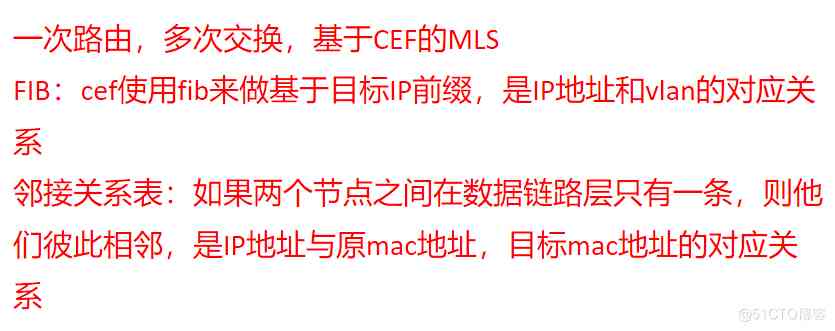 一次路由，多次交换，基于CEF的MLS
FIB：cef使用fib来做基于目标IP前缀，是IP地址和vlan的对应关
系
邻接关系表：如果两个节点之间在数据链路层只有一条，则他
们彼此相邻，是IP地址与原mac地址，目标mac地址的对应关
系
@51CTO博客